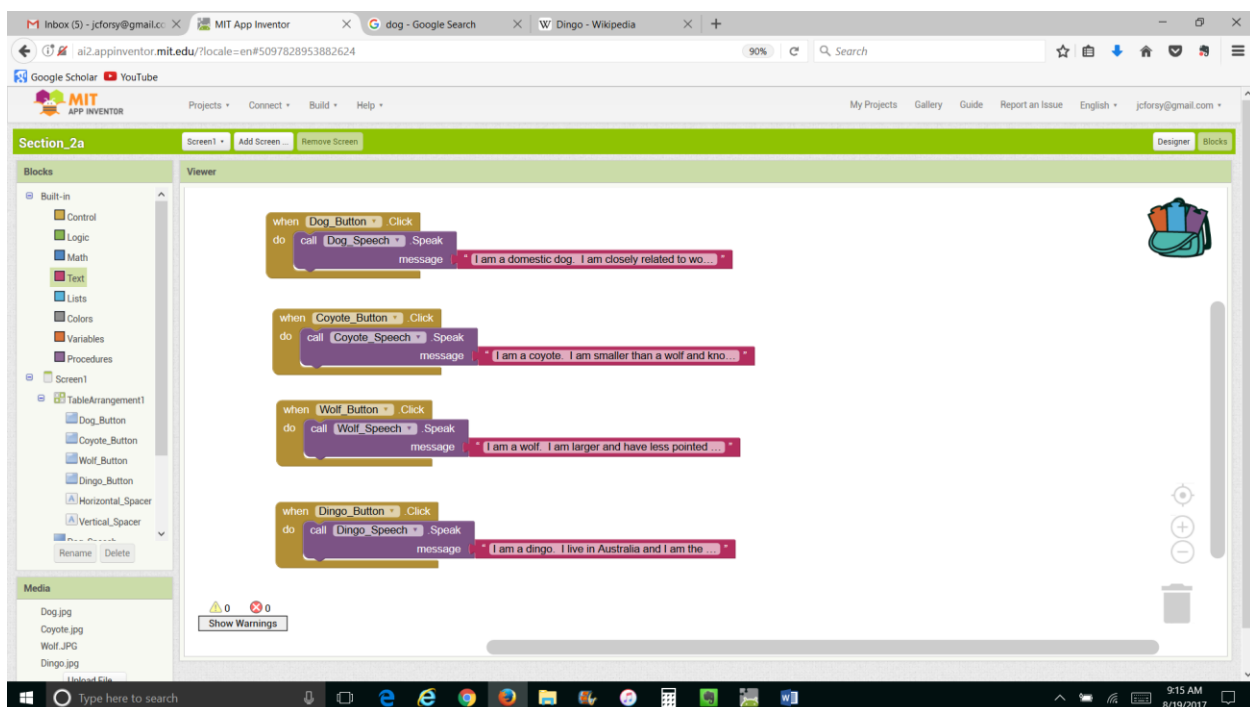 Inbox (5) - jcforsy@gmail.co MIT App Inventor dog - Google Search Dingo - Wikipedia
ai2.appinventor.mit.edu/?locale=en#5097828953882624 90% Search
Google Scholar YouTube
MIT
APP INVENTOR
Projects Connect Build Help My Projects Gallery Guide Report an Issue English jcforsy@gmail.com
Section_2a Screen1 Add Screen ... Remove Screen Designer Blocks
Blocks Viewer
Built-in
Control
Logic
Math
Text
Lists
Colors
Variables
Procedures
Screen1
TableArrangement1
Dog_Button
Coyote_Button
Wolf_Button
Dingo_Button
Horizontal_Spacer
Vertical_Spacer
Rename Delete
Media
Dog.jpg
Coyote.jpg
Wolf.JPG
Dingo.jpg
Upload File
when Dog_Button .Click
do call Dog_Speech .Speak
message " I am a domestic dog. I am closely related to wo... "
when Coyote_Button .Click
do call Coyote_Speech .Speak
message " I am a coyote. I am smaller than a wolf and kno... "
when Wolf_Button .Click
do call Wolf_Speech .Speak
message " I am a wolf. I am larger and have less pointed ... "
when Dingo_Button .Click
do call Dingo_Speech .Speak
message " I am a dingo. I live in Australia and I am the ... "
0 0
Show Warnings
Type here to search 9:15 AM
8/19/2017